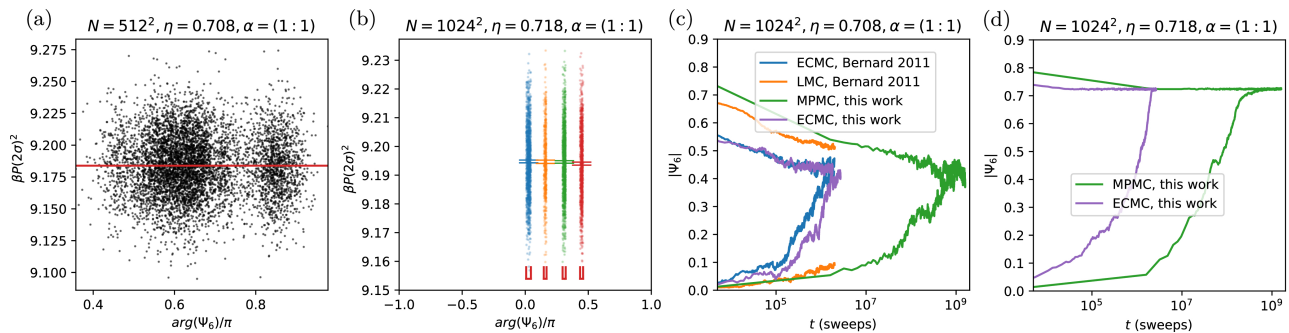 (a)
N = 512², η = 0.708, α = (1 : 1)
βP(2σ)²
9.275
9.250
9.225
9.200
9.175
9.150
9.125
9.100
0.4 0.6 0.8
arg(Ψ₆)/π
(b)
N = 1024², η = 0.718, α = (1 : 1)
βP(2σ)²
9.23
9.22
9.21
9.20
9.19
9.18
9.17
9.16
9.15
−1.0 −0.5 0.0 0.5 1.0
arg(Ψ₆)/π
(c)
N = 1024², η = 0.708, α = (1 : 1)
|Ψ₆|
0.9
0.8
0.7
0.6
0.5
0.4
0.3
0.2
0.1
0.0
ECMC, Bernard 2011
LMC, Bernard 2011
MPMC, this work
ECMC, this work
10⁵ 10⁷ 10⁹
t (sweeps)
(d)
N = 1024², η = 0.718, α = (1 : 1)
|Ψ₆|
0.9
0.8
0.7
0.6
0.5
0.4
0.3
0.2
0.1
0.0
MPMC, this work
ECMC, this work
10⁵ 10⁷ 10⁹
t (sweeps)